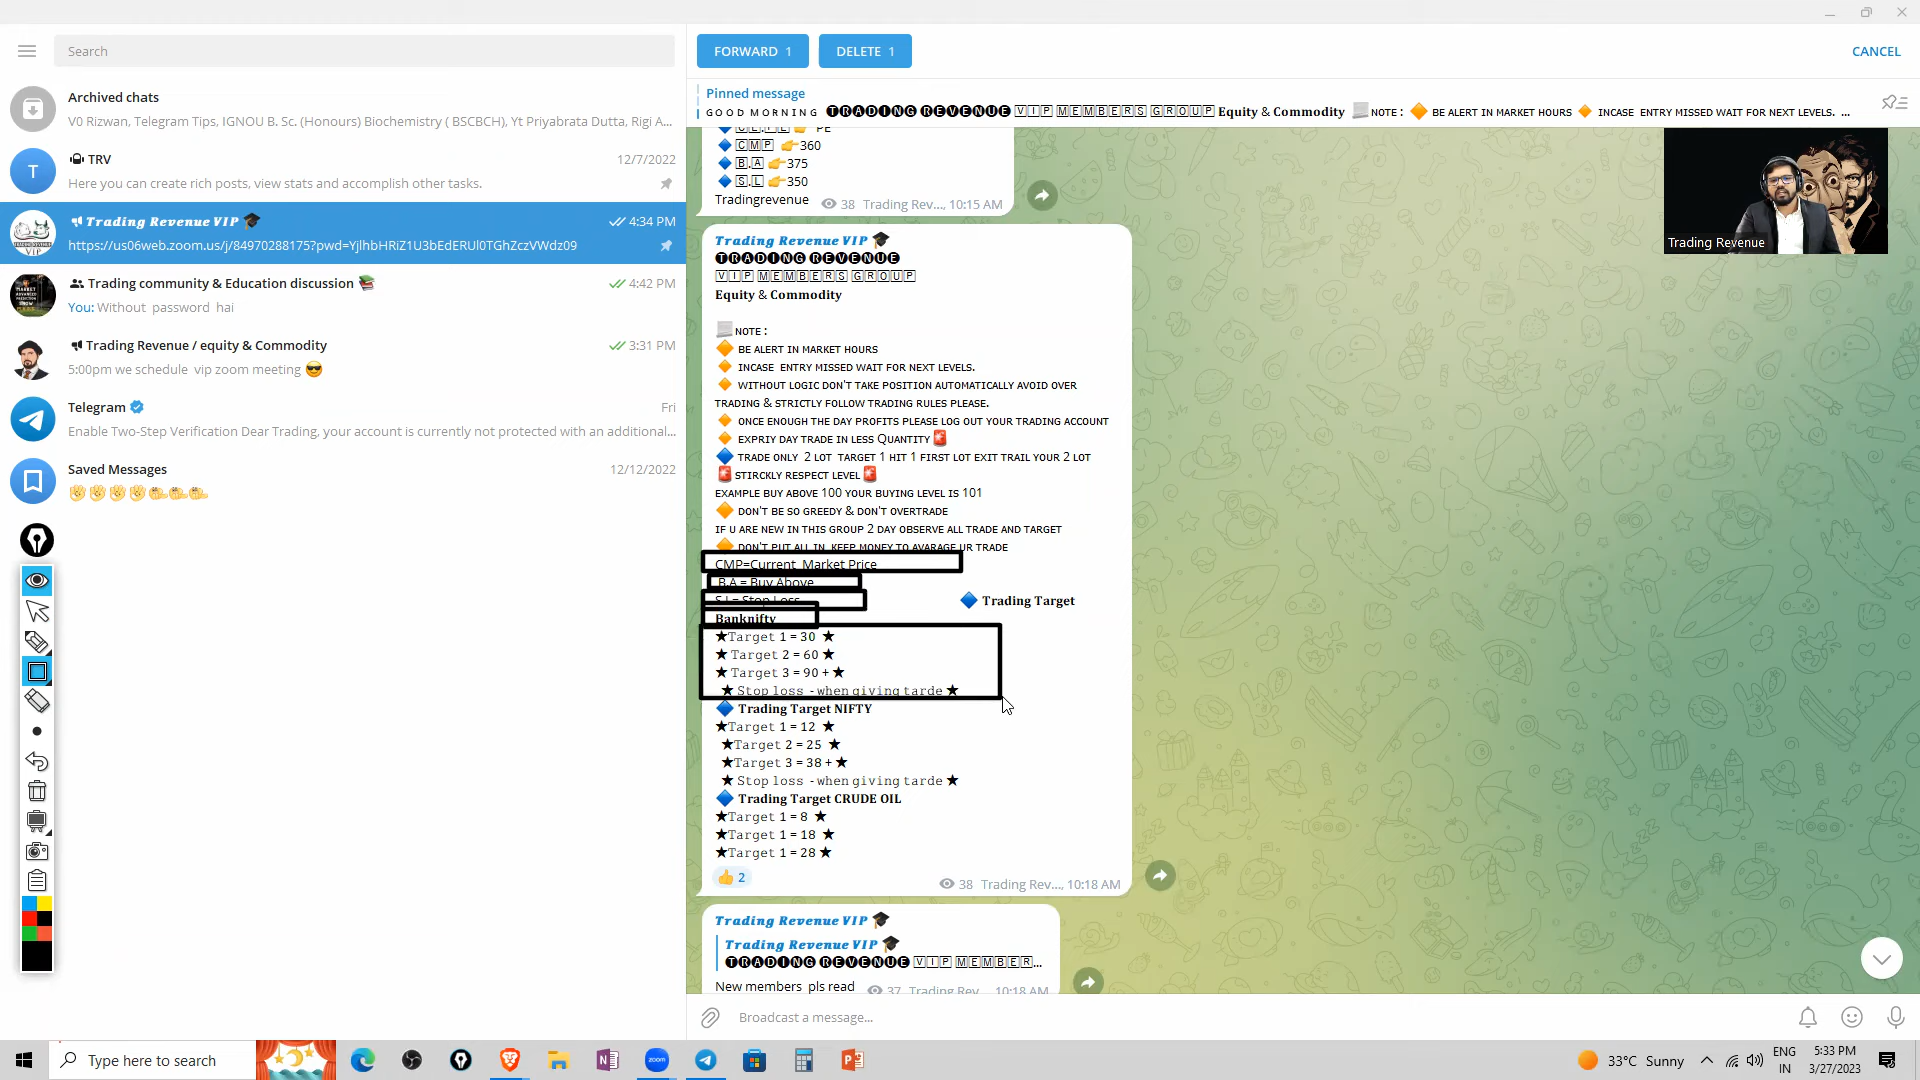 Search
Archived chats
V0 Rizwan, Telegram Tips, IGNOU B. Sc. (Honours) Biochemistry ( BSCBCH), Yt Priyabrata Dutta, Rigi A...
T
TRV
12/7/2022
Here you can create rich posts, view stats and accomplish other tasks.
Trading Revenue VIP 🎓
4:34 PM
https://us06web.zoom.us/j/84970288175?pwd=YjlhbHRiZ1U3bEdERUl0TGhZczVWdz09
Trading community & Education discussion 📚
4:42 PM
You: Without password hai
Trading Revenue / equity & Commodity
3:31 PM
5:00pm we schedule vip zoom meeting 😎
Telegram
Fri
Enable Two-Step Verification Dear Trading, your account is currently not protected with an additional...
Saved Messages
12/12/2022
✊✊✊✊💪💪💪
FORWARD 1
DELETE 1
CANCEL
Pinned message
GOOD MORNING 🅣🅡🅐🅓🅘🅝🅖 🅡🅔🅥🅔🅝🅤🅔 🅅🄸🄿 🄼🄴🄼🄱🄴🅁🅂 🄶🅁🄾🅄🄿 Equity & Commodity 📃NOTE : 🔶 BE ALERT IN MARKET HOURS 🔸 INCASE ENTRY MISSED WAIT FOR NEXT LEVELS. ...
PE
🔷 🄲🄼🄿 👉360
🔷 🄱.🄰 👉375
🔷 🅂.🄻 👉350
Tradingrevenue
38 Trading Rev..., 10:15 AM
Trading Revenue
Trading Revenue VIP 🎓
🅣🅡🅐🅓🅘🅝🅖 🅡🅔🅥🅔🅝🅤🅔
🅅🄸🄿 🄼🄴🄼🄱🄴🅁🅂 🄶🅁🄾🅄🄿
Equity & Commodity
📃NOTE :
🔶 BE ALERT IN MARKET HOURS
🔸 INCASE ENTRY MISSED WAIT FOR NEXT LEVELS.
🔸 WITHOUT LOGIC DON'T TAKE POSITION AUTOMATICALLY AVOID OVER
TRADING & STRICTLY FOLLOW TRADING RULES PLEASE.
🔸 ONCE ENOUGH THE DAY PROFITS PLEASE LOG OUT YOUR TRADING ACCOUNT
🔸 EXPRIY DAY TRADE IN LESS QUANTITY 🚨
🔷 TRADE ONLY 2 LOT TARGET 1 HIT 1 FIRST LOT EXIT TRAIL YOUR 2 LOT
🚨 STIRCKLY RESPECT LEVEL 🚨
EXAMPLE BUY ABOVE 100 YOUR BUYING LEVEL IS 101
🔶 DON'T BE SO GREEDY & DON'T OVERTRADE
IF U ARE NEW IN THIS GROUP 2 DAY OBSERVE ALL TRADE AND TARGET
🔶 DON'T PUT ALL IN KEEP MONEY TO AVARAGE UR TRADE
CMP=Current Market Price
B.A = Buy Above
S.l = Stop Loss 🔷 Trading Target
Banknifty
★Target 1 = 30 ★
★ Target 2 = 60 ★
★ Target 3 = 90 + ★
★ Stop loss - when giving tarde ★
🔷 Trading Target NIFTY
★Target 1 = 12 ★
★Target 2 = 25 ★
★Target 3 = 38 + ★
★ Stop loss - when giving tarde ★
🔷 Trading Target CRUDE OIL
★Target 1 = 8 ★
★Target 1 = 18 ★
★Target 1 = 28 ★
👍 2
38 Trading Rev..., 10:18 AM
Trading Revenue VIP 🎓
Trading Revenue VIP 🎓
🅣🅡🅐🅓🅘🅝🅖 🅡🅔🅥🅔🅝🅤🅔 🅅🄸🄿 🄼🄴🄼🄱🄴🅁...
New members pls read
37 Trading Rev..., 10:18 AM
Broadcast a message...
Type here to search
zoom
33°C Sunny
ENG
IN
5:33 PM
3/27/2023